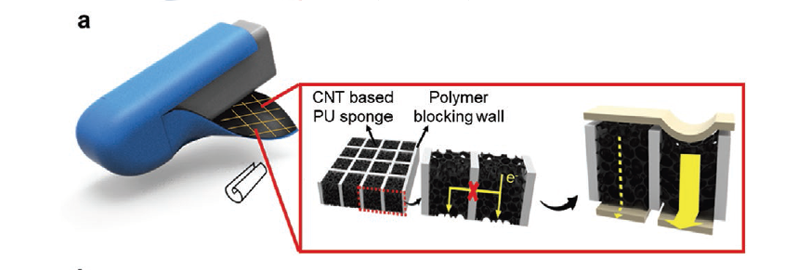 a
CNT based
PU sponge
Polymer
blocking wall
e⁻